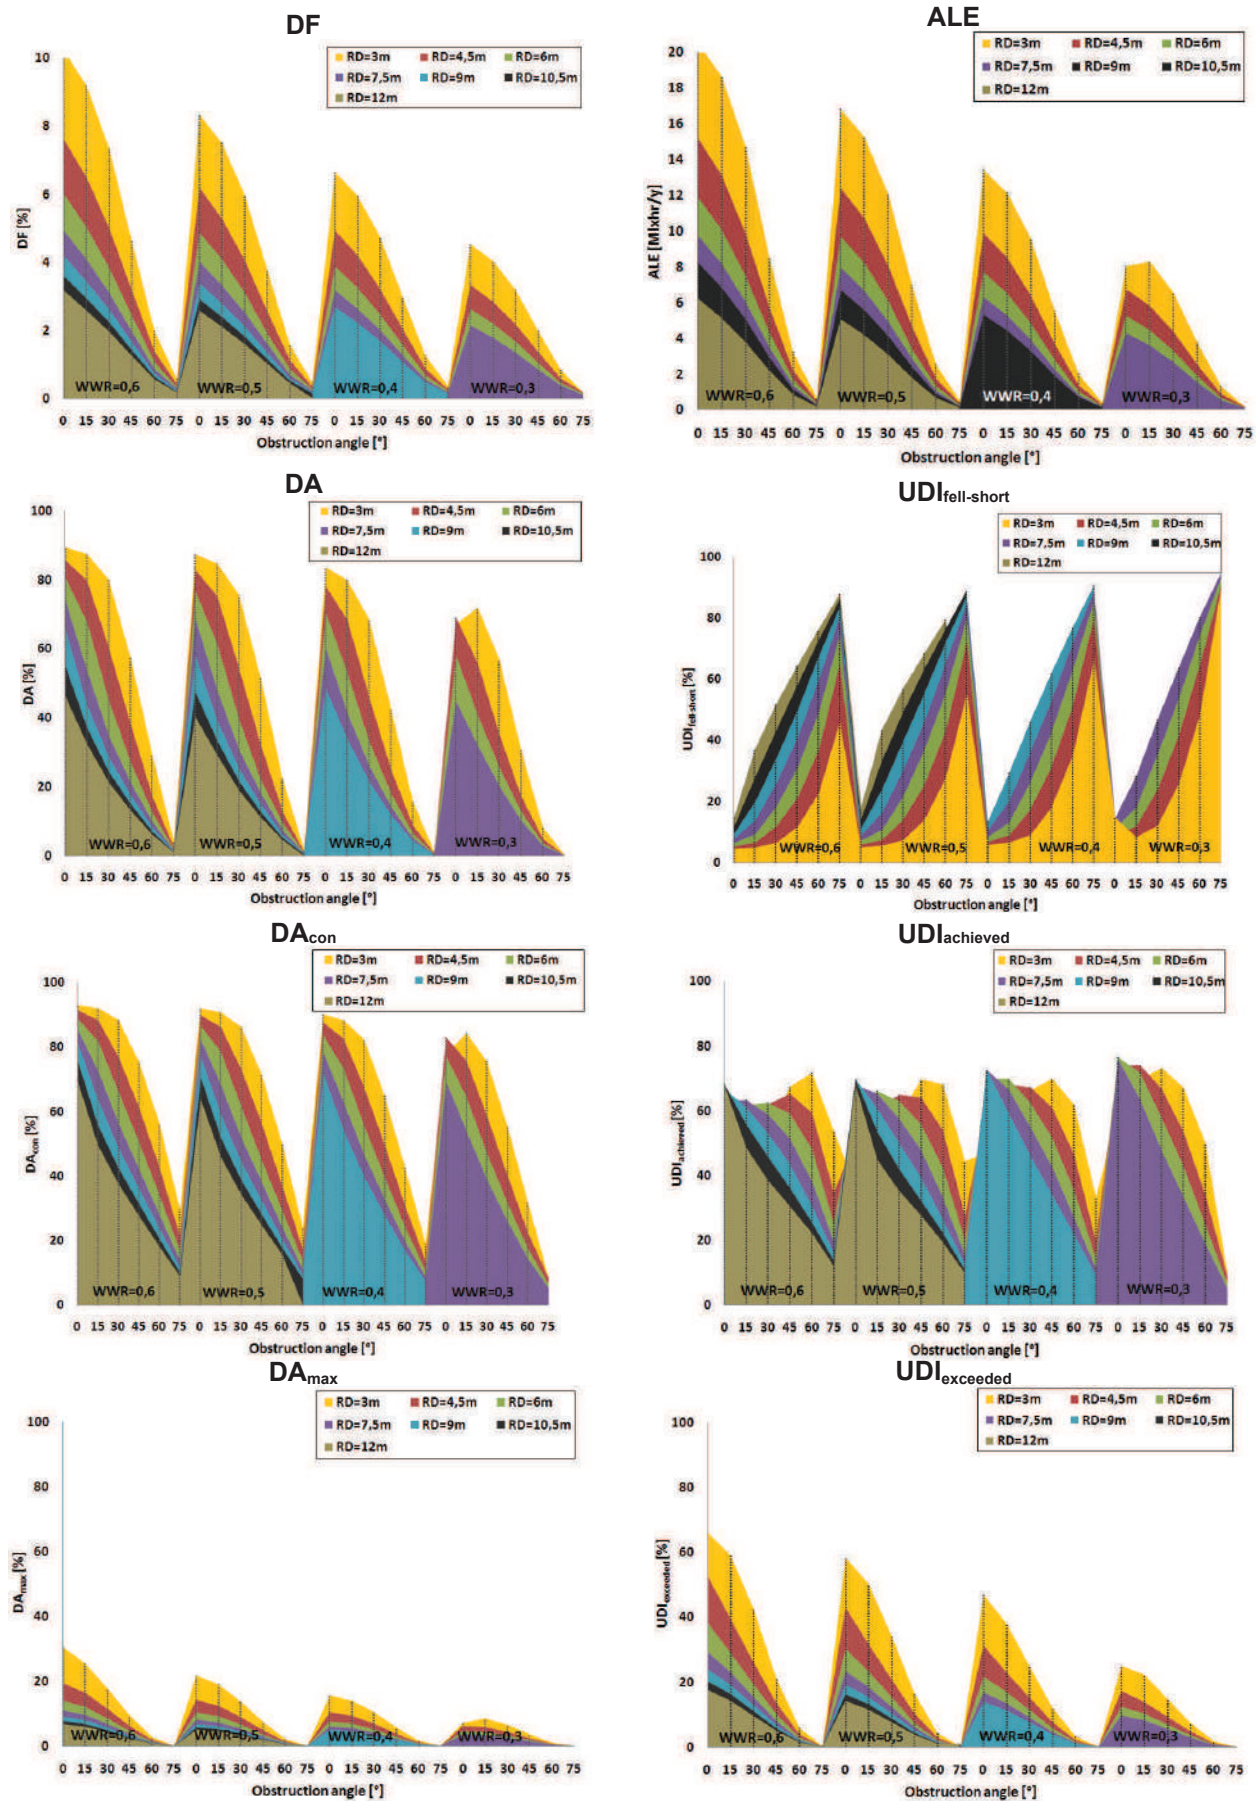 DF
RD=3m RD=4,5m RD=6m
RD=7,5m RD=9m RD=10,5m
RD=12m
DF [%]
10
8
6
4
2
0
WWR=0,6 WWR=0,5 WWR=0,4 WWR=0,3
0 15 30 45 60 75 0 15 30 45 60 75 0 15 30 45 60 75 0 15 30 45 60 75
Obstruction angle [°]
ALE
RD=3m RD=4,5m RD=6m
RD=7,5m RD=9m RD=10,5m
RD=12m
ALE [Mlxhr/y]
20
18
16
14
12
10
8
6
4
2
0
WWR=0,6 WWR=0,5 WWR=0,4 WWR=0,3
0 15 30 45 60 75 0 15 30 45 60 75 0 15 30 45 60 75 0 15 30 45 60 75
Obstruction angle [°]
DA
RD=3m RD=4,5m RD=6m
RD=7,5m RD=9m RD=10,5m
RD=12m
DA [%]
100
80
60
40
20
0
WWR=0,6 WWR=0,5 WWR=0,4 WWR=0,3
0 15 30 45 60 75 0 15 30 45 60 75 0 15 30 45 60 75 0 15 30 45 60 75
Obstruction angle [°]
UDIfell-short
RD=3m RD=4,5m RD=6m
RD=7,5m RD=9m RD=10,5m
RD=12m
UDIfell-short [%]
100
80
60
40
20
0
WWR=0,6 WWR=0,5 WWR=0,4 WWR=0,3
0 15 30 45 60 75 0 15 30 45 60 75 0 15 30 45 60 75 0 15 30 45 60 75
Obstruction angle [°]
DAcon
RD=3m RD=4,5m RD=6m
RD=7,5m RD=9m RD=10,5m
RD=12m
DAcon [%]
100
80
60
40
20
0
WWR=0,6 WWR=0,5 WWR=0,4 WWR=0,3
0 15 30 45 60 75 0 15 30 45 60 75 0 15 30 45 60 75 0 15 30 45 60 75
Obstruction angle [°]
UDIachieved
RD=3m RD=4,5m RD=6m
RD=7,5m RD=9m RD=10,5m
RD=12m
UDIachieved [%]
100
80
60
40
20
0
WWR=0,6 WWR=0,5 WWR=0,4 WWR=0,3
0 15 30 45 60 75 0 15 30 45 60 75 0 15 30 45 60 75 0 15 30 45 60 75
Obstruction angle [°]
DAmax
RD=3m RD=4,5m RD=6m
RD=7,5m RD=9m RD=10,5m
RD=12m
DAmax [%]
100
80
60
40
20
0
WWR=0,6 WWR=0,5 WWR=0,4 WWR=0,3
0 15 30 45 60 75 0 15 30 45 60 75 0 15 30 45 60 75 0 15 30 45 60 75
Obstruction angle [°]
UDIexceeded
RD=3m RD=4,5m RD=6m
RD=7,5m RD=9m RD=10,5m
RD=12m
UDIexceeded [%]
100
80
60
40
20
0
WWR=0,6 WWR=0,5 WWR=0,4 WWR=0,3
0 15 30 45 60 75 0 15 30 45 60 75 0 15 30 45 60 75 0 15 30 45 60 75
Obstruction angle [°]